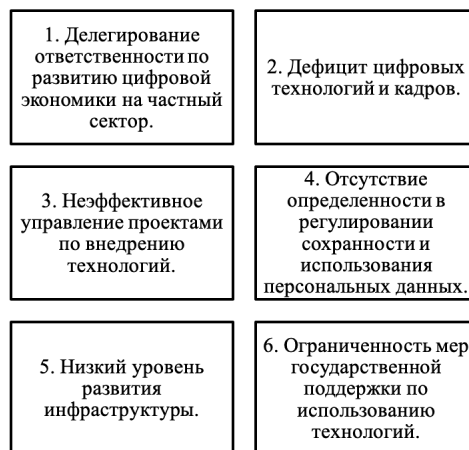 1. Делегирование
ответственности по
развитию цифровой
экономики на частный
сектор.
2. Дефицит цифровых
технологий и кадров.
3. Неэффективное
управление проектами
по внедрению
технологий.
4. Отсутствие
определенности в
регулировании
сохранности и
использования
персональных данных.
5. Низкий уровень
развития
инфраструктуры.
6. Ограниченность мер
государственной
поддержки по
использованию
технологий.